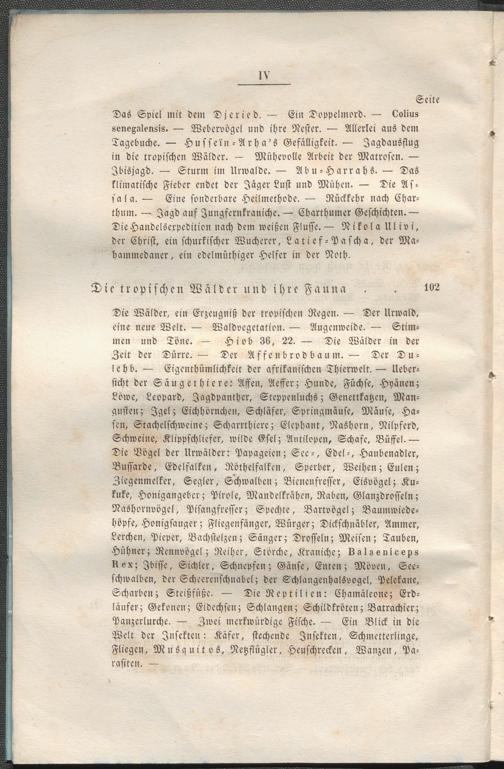 IV
Seite
Das Spiel mit dem Djeried. — Ein Doppelmord. — Colius
senegalensis. — Webervögel und ihre Nester. — Allerlei aus dem
Tagebuche. — Husseïn-Arha's Gefälligkeit. — Jagdausflug
in die tropischen Wälder. — Mühevolle Arbeit der Matrosen. —
Ibisjagd. — Sturm im Urwalde. — Abu-Harrahs. — Das
klimatische Fieber endet der Jäger Lust und Mühen. — Die As-
sala. — Eine sonderbare Heilmethode. — Rückkehr nach Char-
thum. — Jagd auf Jungfernkraniche. — Charthumer Geschichten. —
Die Handelsexpedition nach dem weißen Flusse. — Nikola Ulivi,
der Christ, ein schurkischer Wucherer, Latief-Pascha, der Ma-
hammedaner, ein edelmüthiger Helfer in der Noth.
Die tropischen Wälder und ihre Fauna . . 102
Die Wälder, ein Erzeugniß der tropischen Regen. — Der Urwald,
eine neue Welt. — Waldvegetation. — Augenweide. — Stim-
men und Töne. — Hiob 36, 22. — Die Wälder in der
Zeit der Dürre. — Der Affenbrodbaum. — Der Du-
lehb. — Eigenthümlichkeit der afrikanischen Thierwelt. — Ueber-
sicht der Säugethiere: Affen, Aeffer; Hunde, Füchse, Hyänen;
Löwe, Leopard, Jagdpanther, Steppenluchs; Genettkatzen, Man-
gusten; Igel; Eichhörnchen, Schläfer, Springmäuse, Mäuse, Ha-
sen, Stachelschweine; Scharrthiere; Elephant, Nashorn, Nilpferd,
Schweine, Klippschliefer, wilde Esel; Antilopen, Schafe, Büffel. —
Die Vögel der Urwälder: Papageien; See-, Edel-, Haubenadler,
Bussarde, Edelfalken, Röthelfalken, Sperber, Weihen; Eulen;
Ziegenmelker, Segler, Schwalben; Bienenfresser, Eisvögel; Ku-
kuke, Honigangeber; Pirole, Mandelkrähen, Raben, Glanzdrosseln;
Nashornvögel, Pisangfresser; Spechte, Bartvögel; Baumwiede-
höpfe, Honigsauger; Fliegenfänger, Würger; Dickschnäbler, Ammer,
Lerchen, Pieper, Bachstelzen; Sänger; Drosseln; Meisen; Tauben,
Hühner; Rennvögel; Reiher, Störche, Kraniche; Balaeniceps
Rex; Ibisse, Sichler, Schnepfen; Gänse, Enten; Möven, See-
schwalben, der Scheerenschnabel; der Schlangenhalsvogel, Pelekane,
Scharben; Steißfüße. — Die Reptilien: Chamäleone; Erd-
läufer; Gekonen; Eidechsen; Schlangen; Schildkröten; Batrachier;
Panzerlurche. — Zwei merkwürdige Fische. — Ein Blick in die
Welt der Insekten: Käfer, stechende Insekten, Schmetterlinge,
Fliegen, Musquitos, Netzflügler, Heuschrecken, Wanzen, Pa-
rasiten. —